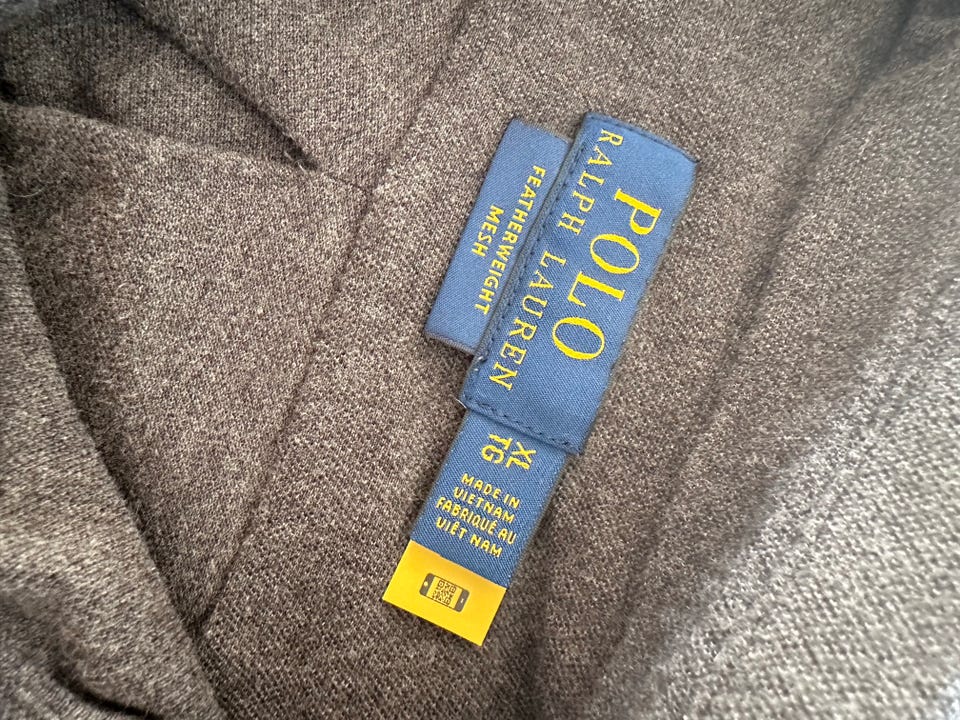 POLO
RALPH LAUREN
FEATHERWEIGHT
MESH
XL
TG
MADE IN
VIETNAM
FABRIQUÉ AU
VIÊT NAM